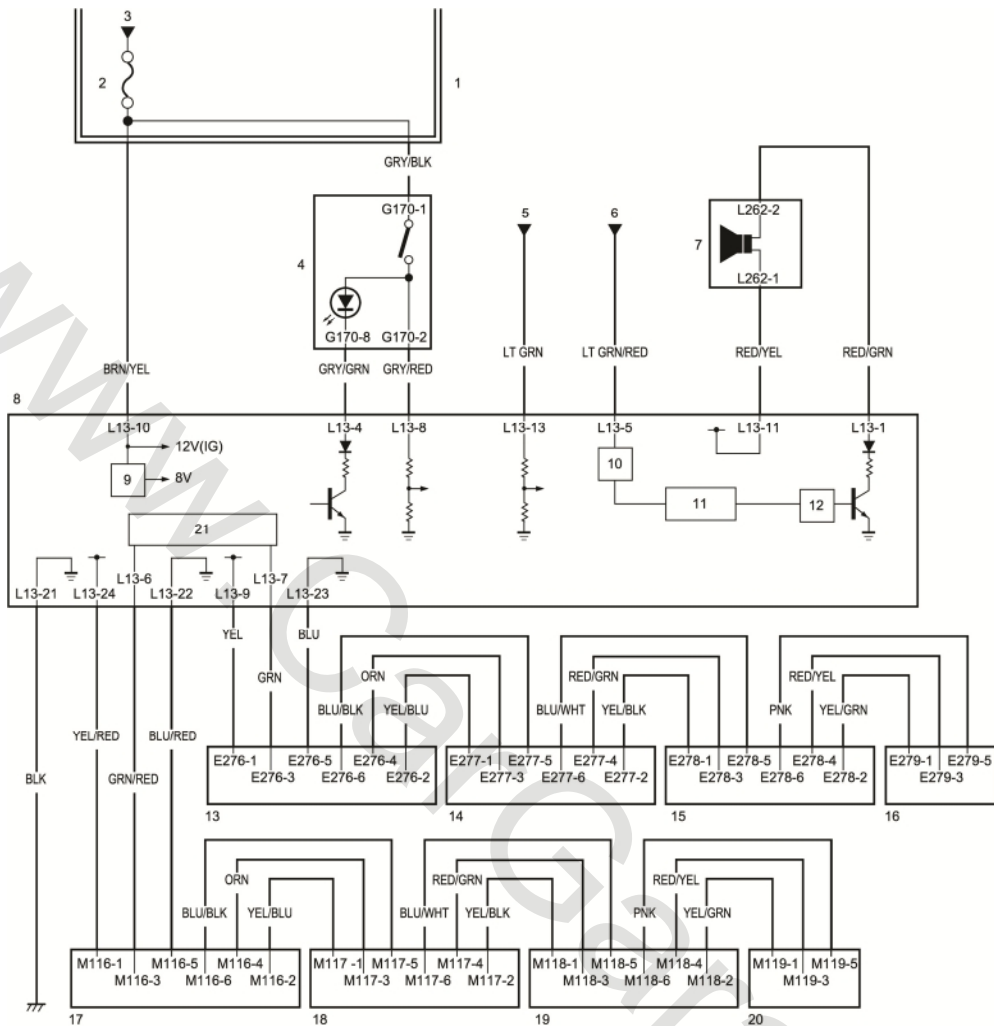 3
2
1
GRY/BLK
G170-1
4
G170-8 G170-2
5
6
L262-2
7
L262-1
BRN/YEL
GRY/GRN
GRY/RED
LT GRN
LT GRN/RED
RED/YEL
RED/GRN
8
L13-10
L13-4
L13-8
L13-13
L13-5
L13-11
L13-1
12V(IG)
9
8V
10
11
12
21
L13-21
L13-24
L13-6
L13-22
L13-9
L13-7
L13-23
YEL
GRN
BLU
BLU/BLK
ORN
YEL/BLU
BLU/WHT
RED/GRN
YEL/BLK
PNK
RED/YEL
YEL/GRN
BLK
YEL/RED
GRN/RED
BLU/RED
E276-1 E276-5 E276-4
E276-3 E276-6 E276-2
E277-1 E277-5 E277-4
E277-3 E277-6 E277-2
E278-1 E278-5 E278-4
E278-3 E278-6 E278-2
E279-1 E279-5
E279-3
13
14
15
16
BLU/BLK
ORN
YEL/BLU
BLU/WHT
RED/GRN
YEL/BLK
PNK
RED/YEL
YEL/GRN
M116-1 M116-5 M116-4
M116-3 M116-6 M116-2
M117 -1 M117-5 M117-4
M117-3 M117-6 M117-2
M118-1 M118-5 M118-4
M118-3 M118-6 M118-2
M119-1 M119-5
M119-3
17
18
19
20
www.CarGar